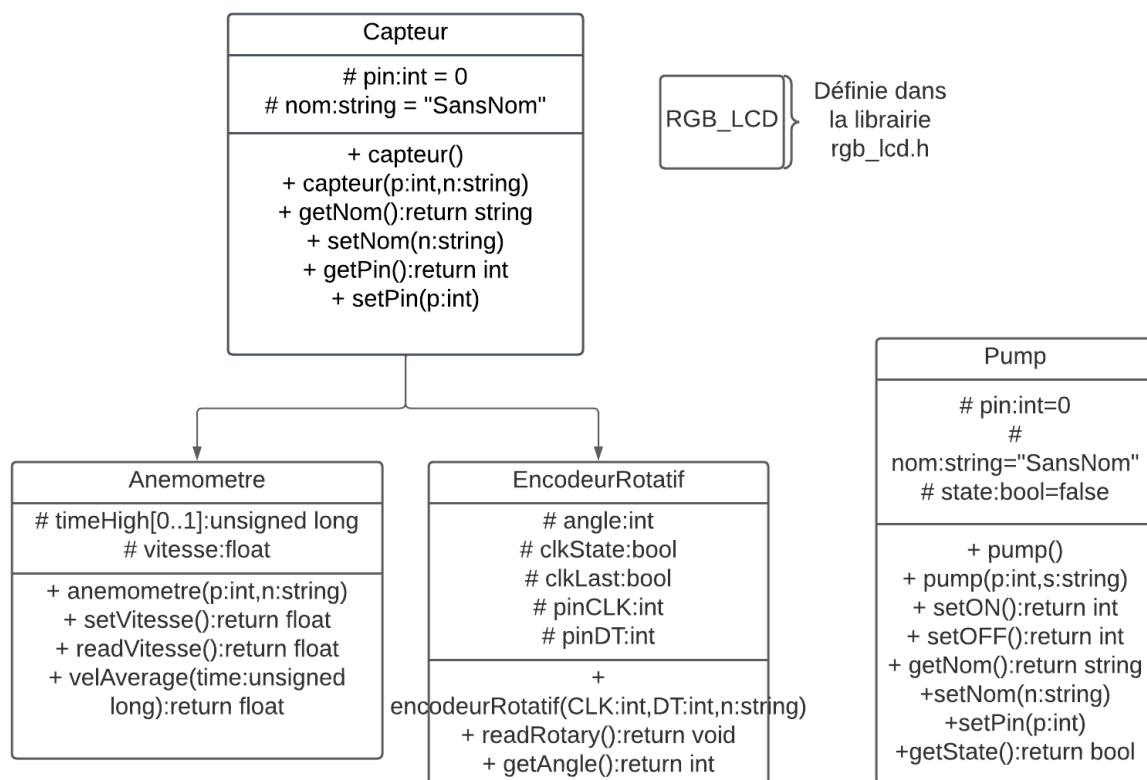 Capteur
# pin:int = 0
# nom:string = "SansNom"
+ capteur()
+ capteur(p:int,n:string)
+ getNom():return string
+ setNom(n:string)
+ getPin():return int
+ setPin(p:int)
RGB_LCD
Définie dans
la librairie
rgb_lcd.h
Anemometre
# timeHigh[0..1]:unsigned long
# vitesse:float
+ anemometre(p:int,n:string)
+ setVitesse():return float
+ readVitesse():return float
+ velAverage(time:unsigned
long):return float
EncodeurRotatif
# angle:int
# clkState:bool
# clkLast:bool
# pinCLK:int
# pinDT:int
+
encodeurRotatif(CLK:int,DT:int,n:string)
+ readRotary():return void
+ getAngle():return int
Pump
# pin:int=0
#
nom:string="SansNom"
# state:bool=false
+ pump()
+ pump(p:int,s:string)
+ setON():return int
+ setOFF():return int
+ getNom():return string
+setNom(n:string)
+setPin(p:int)
+getState():return bool